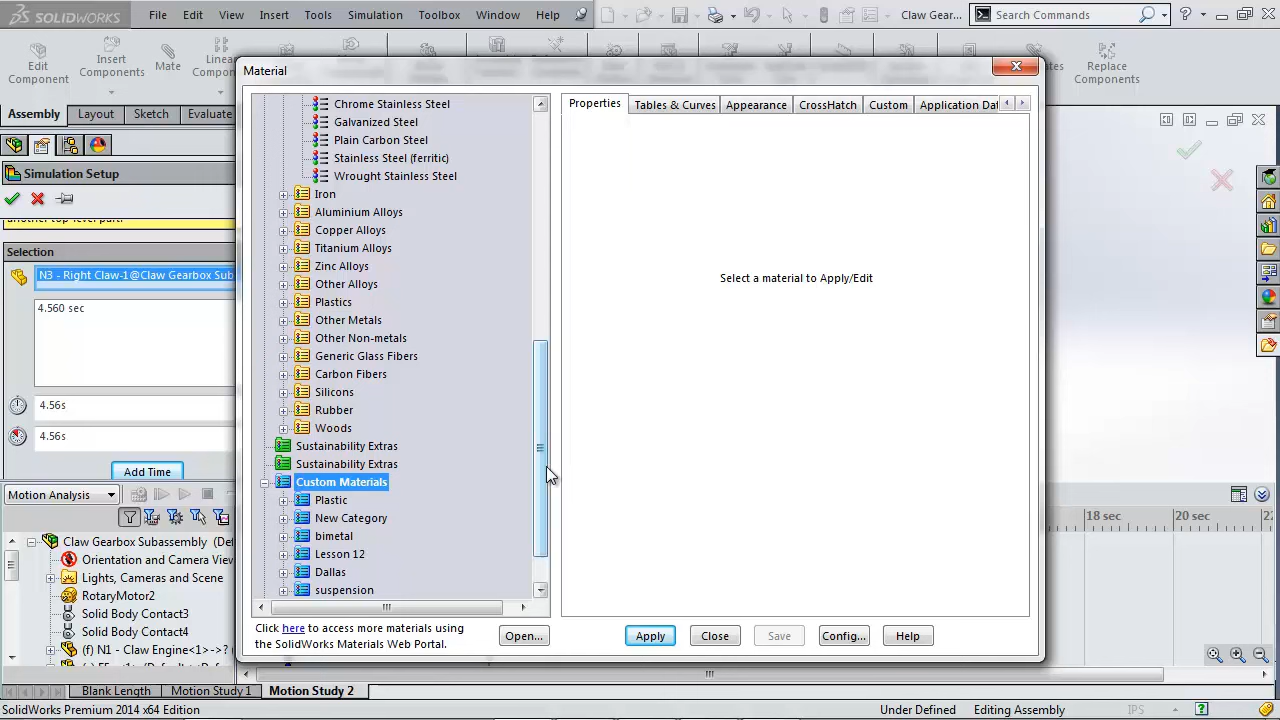 SOLIDWORKS File Edit View Insert Tools Simulation Toolbox Window Help Claw Gear... Search Commands
Edit Component
Insert Components
Mate
Replace Components
Assembly Layout Sketch Evaluate
Simulation Setup
another top-level part.
Selection
N3 - Right Claw-1@Claw Gearbox Sub
4.560 sec
4.56s
4.56s
Add Time
Material
Chrome Stainless Steel
Galvanized Steel
Plain Carbon Steel
Stainless Steel (ferritic)
Wrought Stainless Steel
Iron
Aluminium Alloys
Copper Alloys
Titanium Alloys
Zinc Alloys
Other Alloys
Plastics
Other Metals
Other Non-metals
Generic Glass Fibers
Carbon Fibers
Silicons
Rubber
Woods
Sustainability Extras
Sustainability Extras
Custom Materials
Plastic
New Category
bimetal
Lesson 12
Dallas
suspension
Click here to access more materials using
the SolidWorks Materials Web Portal.
Open...
Properties Tables & Curves Appearance CrossHatch Custom Application Dat
Select a material to Apply/Edit
Apply Close Save Config... Help
Motion Analysis
18 sec 20 sec 22
Claw Gearbox Subassembly (De
Orientation and Camera View
Lights, Cameras and Scene
RotaryMotor2
Solid Body Contact3
Solid Body Contact4
(f) N1 - Claw Engine<1>->? (
Blank Length Motion Study 1 Motion Study 2
SolidWorks Premium 2014 x64 Edition Under Defined Editing Assembly IPS